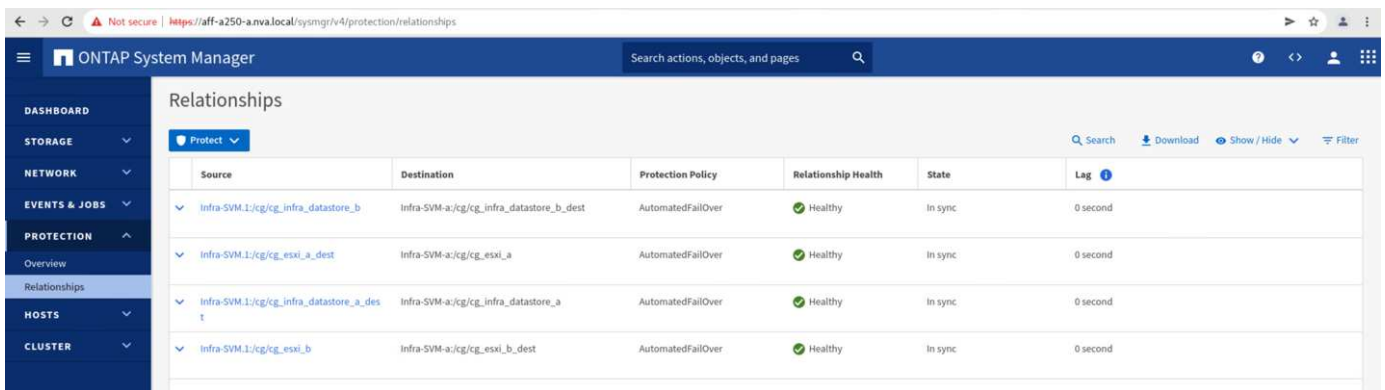 Not secure | https://aff-a250-a.nva.local/sysmgr/v4/protection/relationships
ONTAP System Manager
Search actions, objects, and pages
DASHBOARD
STORAGE
NETWORK
EVENTS & JOBS
PROTECTION
Overview
Relationships
HOSTS
CLUSTER
Relationships
Protect
Search Download Show / Hide Filter
Source Destination Protection Policy Relationship Health State Lag
Infra-SVM.1:/cg/cg_infra_datastore_b Infra-SVM-a:/cg/cg_infra_datastore_b_dest AutomatedFailOver Healthy In sync 0 second
Infra-SVM.1:/cg/cg_esxi_a_dest Infra-SVM-a:/cg/cg_esxi_a AutomatedFailOver Healthy In sync 0 second
Infra-SVM.1:/cg/cg_infra_datastore_a_des Infra-SVM-a:/cg/cg_infra_datastore_a AutomatedFailOver Healthy In sync 0 second
t
Infra-SVM.1:/cg/cg_esxi_b Infra-SVM-a:/cg/cg_esxi_b_dest AutomatedFailOver Healthy In sync 0 second